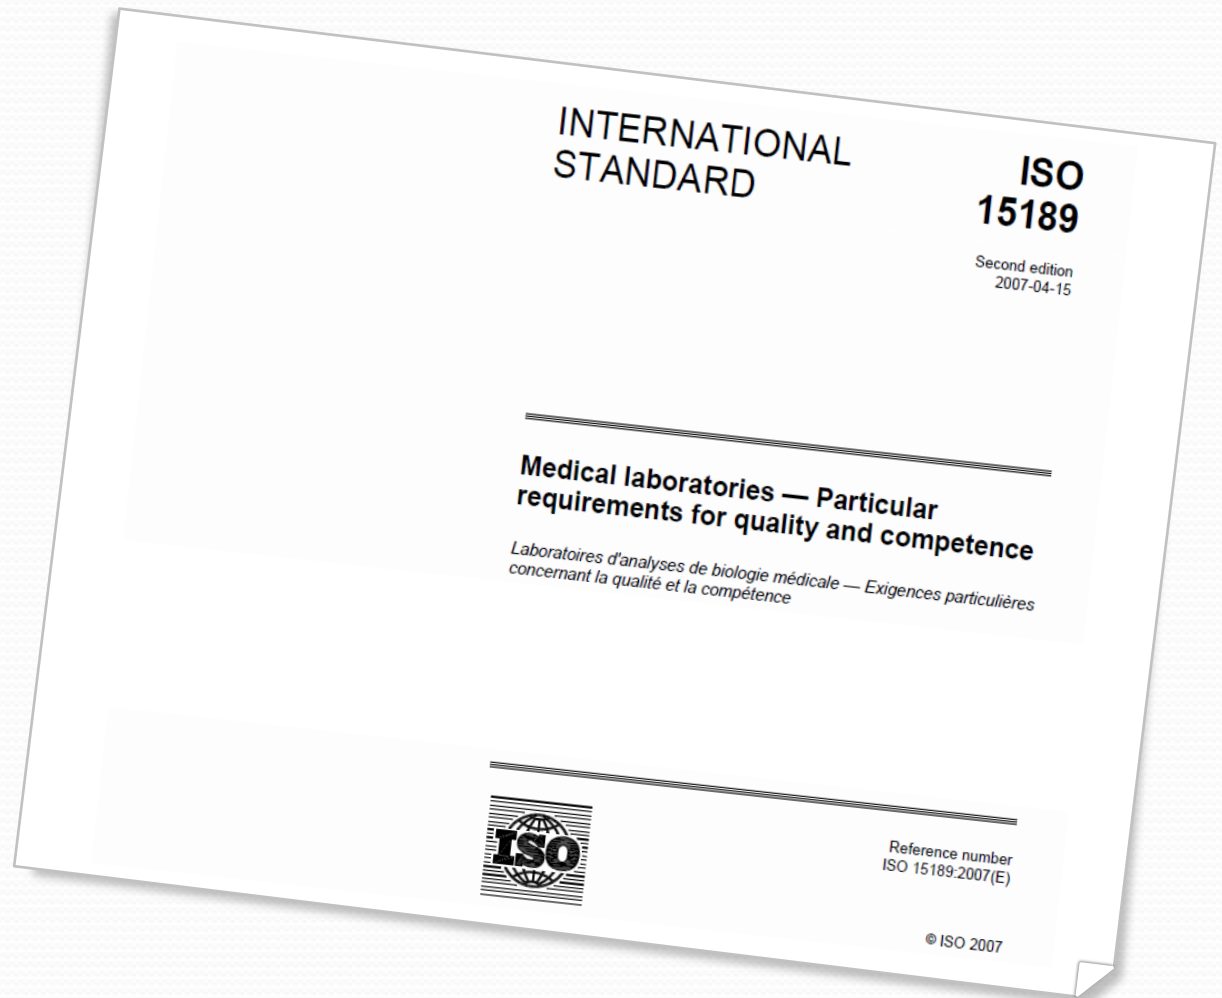 INTERNATIONAL
STANDARD
ISO
15189
Second edition
2007-04-15
Medical laboratories — Particular
requirements for quality and competence
Laboratoires d'analyses de biologie médicale — Exigences particulières
concernant la qualité et la compétence
ISO
Reference number
ISO 15189:2007(E)
© ISO 2007